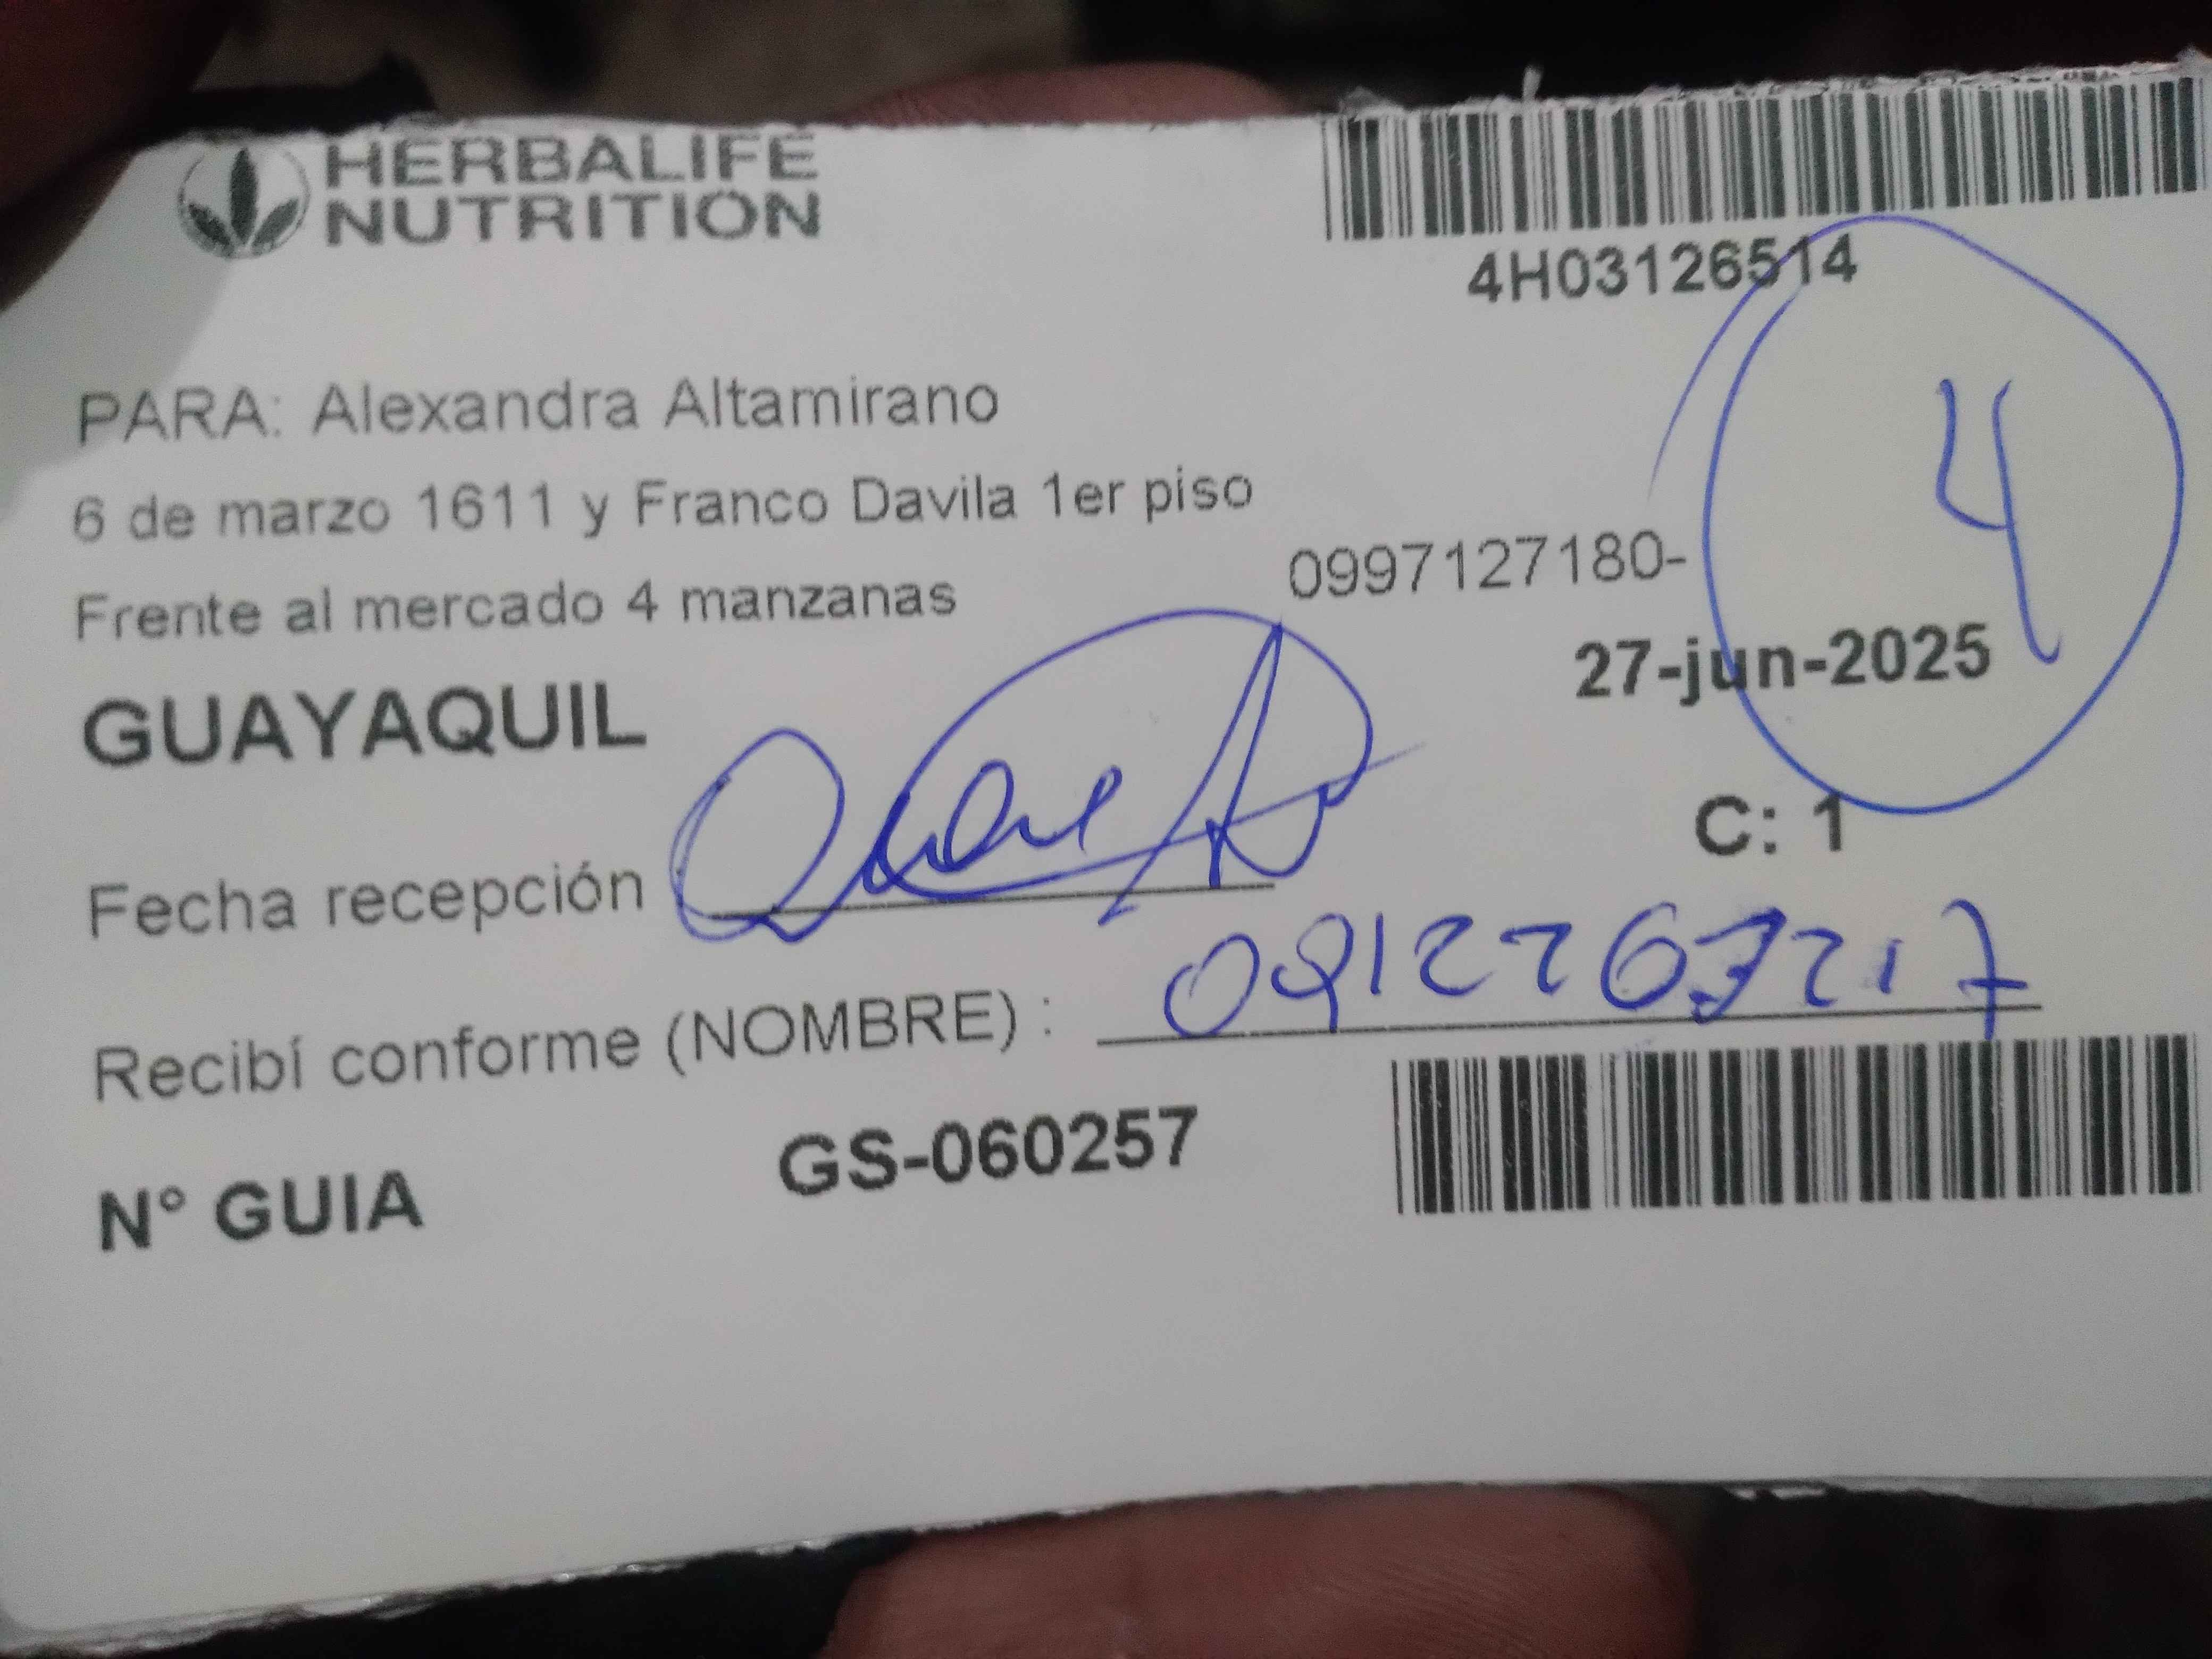 HERBALIFE
NUTRITION
4H03126514
PARA: Alexandra Altamirano
6 de marzo 1611 y Franco Davila 1er piso
0997127180-
Frente al mercado 4 manzanas
4
27-jun-2025
GUAYAQUIL
C: 1
Fecha recepción
Recibí conforme (NOMBRE) :
N° GUIA GS-060257